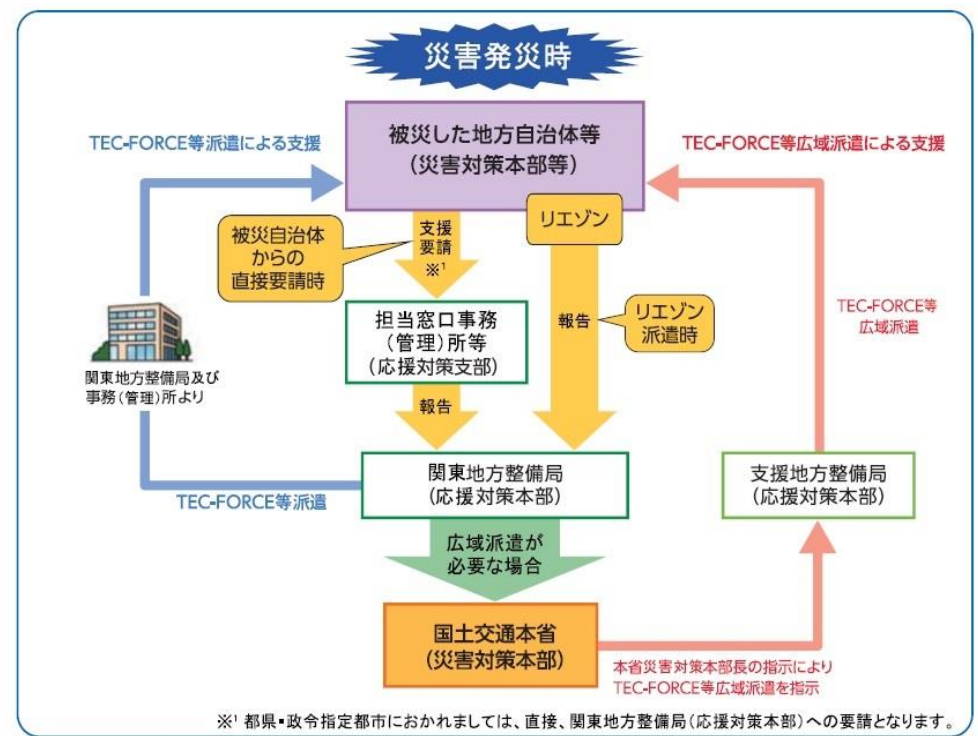 災害発災時
被災した地方自治体等
(災害対策本部等)
TEC-FORCE等派遣による支援
TEC-FORCE等広域派遣による支援
被災自治体
からの
直接要請時
支援
要請
※¹
リエゾン
報告
リエゾン
派遣時
担当窓口事務
(管理)所等
(応援対策支部)
報告
関東地方整備局及び
事務(管理)所より
TEC-FORCE等
広域派遣
関東地方整備局
(応援対策本部)
支援地方整備局
(応援対策本部)
TEC-FORCE等派遣
広域派遣が
必要な場合
国土交通本省
(災害対策本部)
本省災害対策本部長の指示により
TEC-FORCE等広域派遣を指示
※¹ 都県・政令指定都市におかれましては、直接、関東地方整備局(応援対策本部)への要請となります。